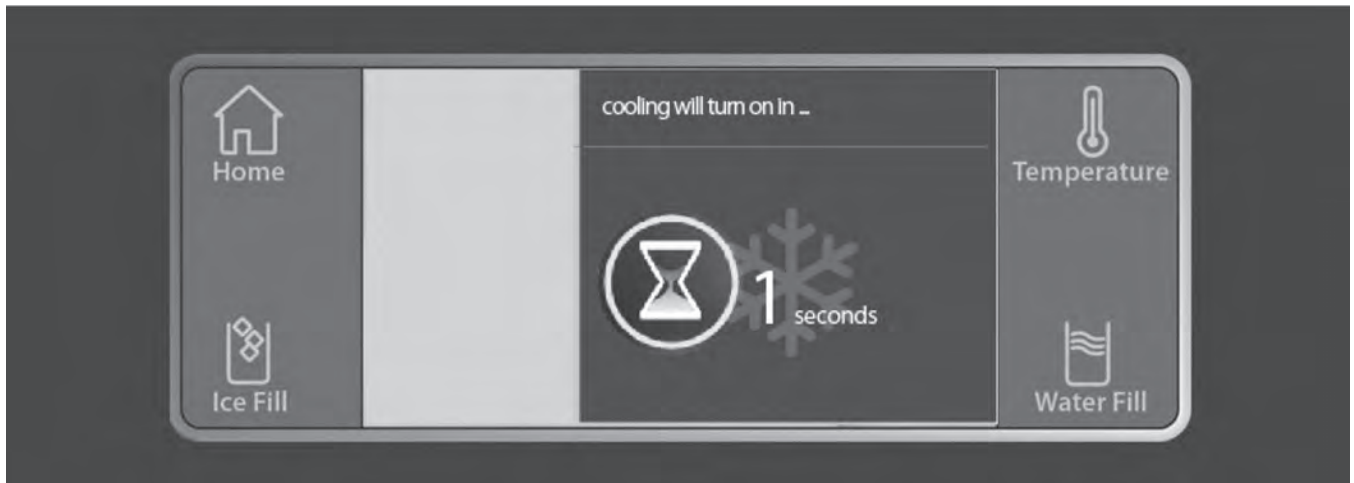 Home
Ice Fill
cooling will turn on in ...
1 seconds
Temperature
Water Fill